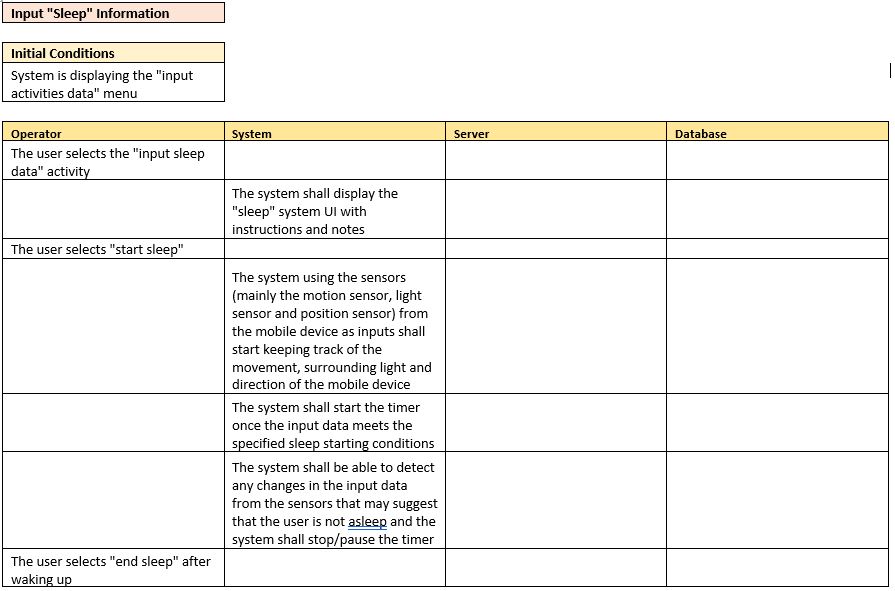 Input "Sleep" Information
Initial Conditions
System is displaying the "input
activities data" menu
Operator
System
Server
Database
The user selects the "input sleep
data" activity
The system shall display the
"sleep" system UI with
instructions and notes
The user selects "start sleep"
The system using the sensors
(mainly the motion sensor, light
sensor and position sensor) from
the mobile device as inputs shall
start keeping track of the
movement, surrounding light and
direction of the mobile device
The system shall start the timer
once the input data meets the
specified sleep starting conditions
The system shall be able to detect
any changes in the input data
from the sensors that may suggest
that the user is not asleep and the
system shall stop/pause the timer
The user selects "end sleep" after
waking up